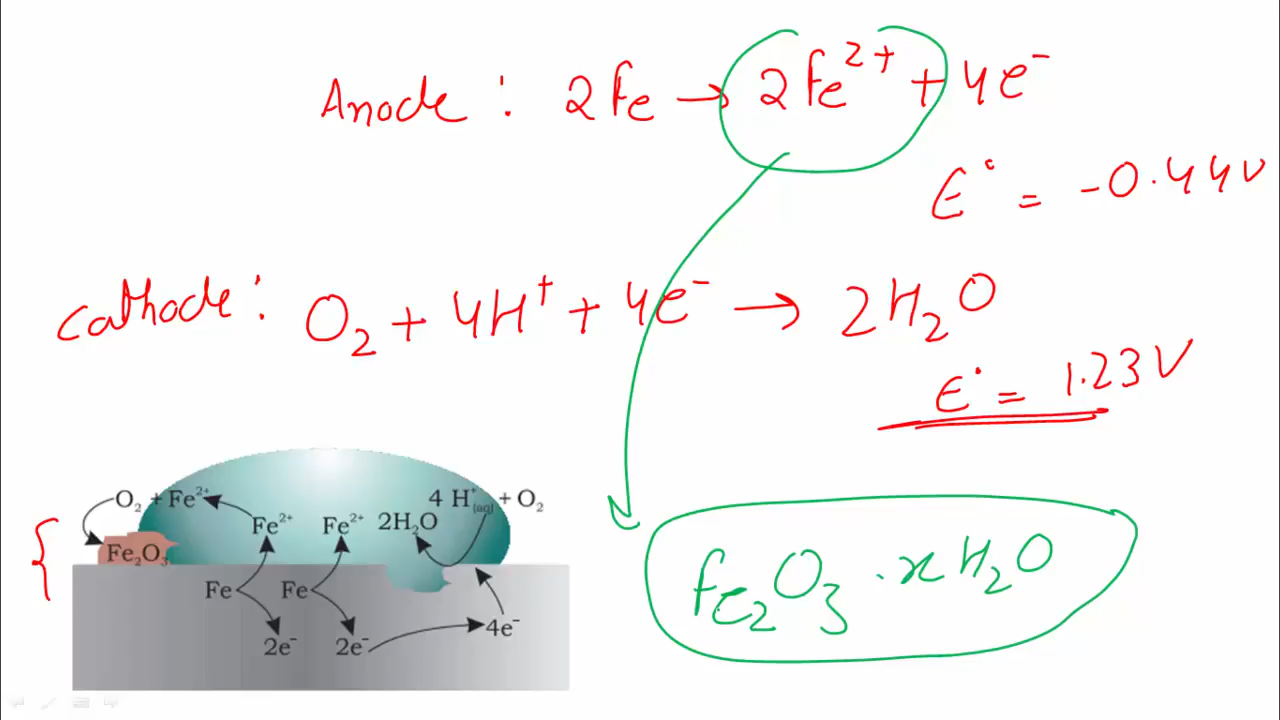 Anode : 2Fe → 2Fe²⁺ + 4e⁻
E° = -0.44V
Cathode : O₂ + 4H⁺ + 4e⁻ → 2H₂O
E° = 1.23V
O₂ + Fe²⁺ Fe²⁺ Fe²⁺ 2H₂O 4 H⁺(aq) + O₂
Fe₂O₃
Fe Fe
2e⁻ 2e⁻ 4e⁻
Fe₂O₃ . x H₂O